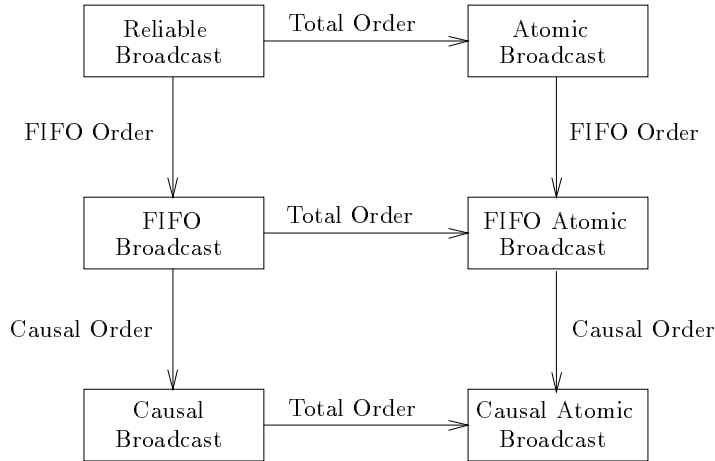 Reliable
Broadcast
Total Order
Atomic
Broadcast
FIFO Order
FIFO Order
FIFO
Broadcast
Total Order
FIFO Atomic
Broadcast
Causal Order
Causal Order
Causal
Broadcast
Total Order
Causal Atomic
Broadcast